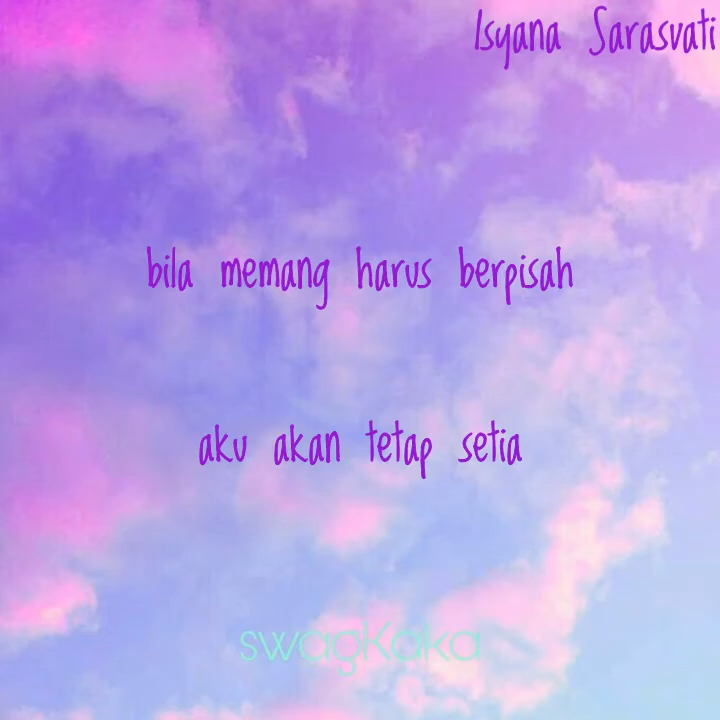 Isyana Sarasvati
bila memang harus berpisah
aku akan tetap setia
swagKaka